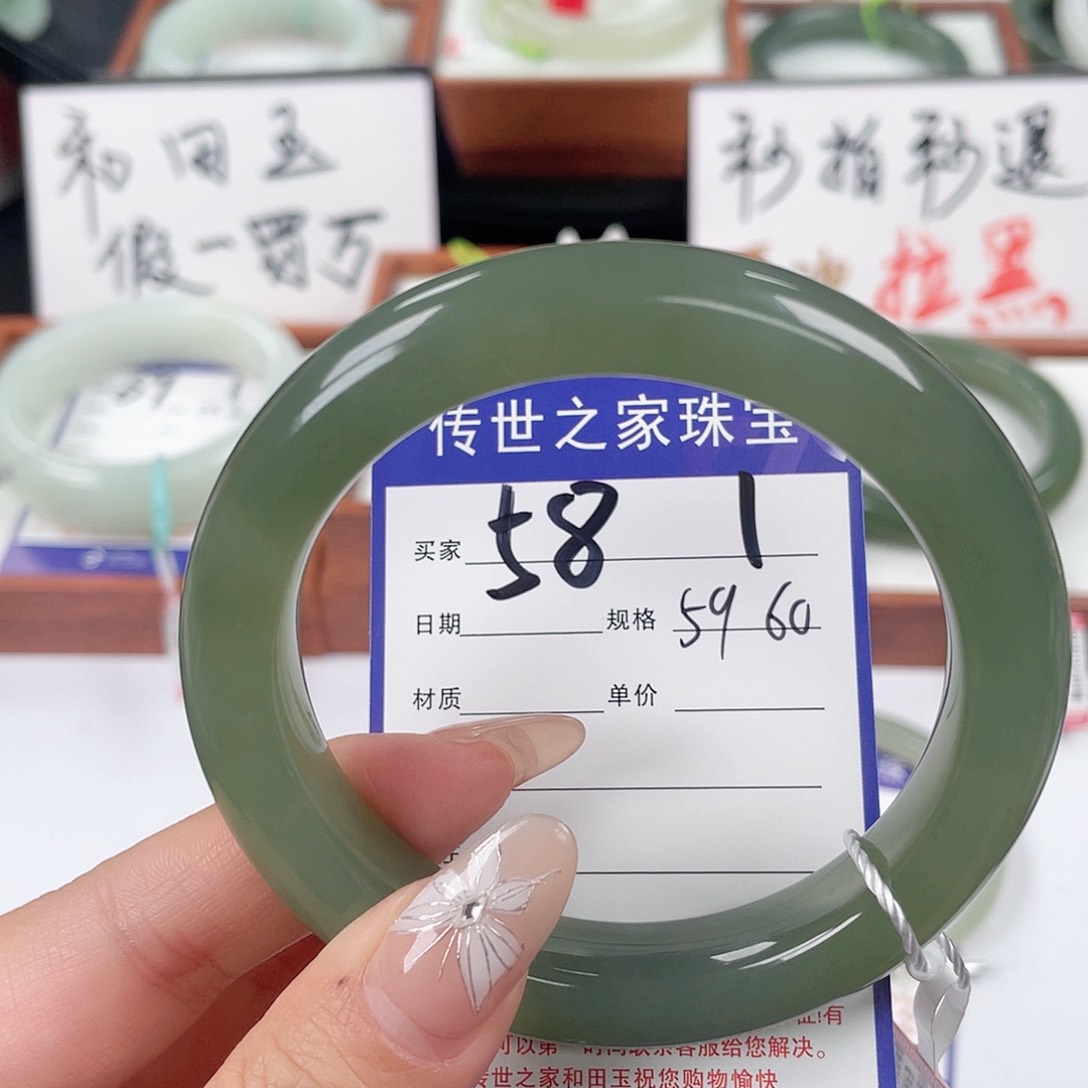 和田玉
假一罚万
秒拍秒退
拉黑
传世之家珠宝
58 1
买家
日期 规格 59 60
材质 单价
证!有
可以第一时间联系客服给您解决。
传世之家和田玉祝您购物愉快